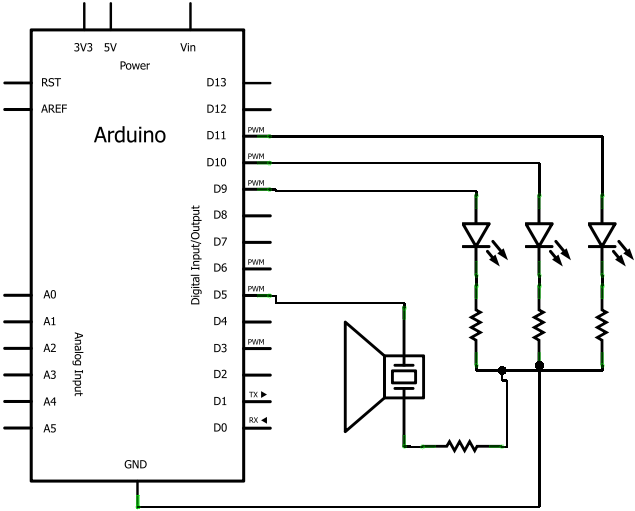 3V3 5V Vin
Power
RST D13
AREF D12
Arduino
D11 PWM
D10 PWM
D9 PWM
D8
D7
D6 PWM
Digital Input/Output
A0 D5 PWM
A1 D4
A2 D3 PWM
A3 D2
Analog Input
A4 D1 TX
A5 D0 RX
GND